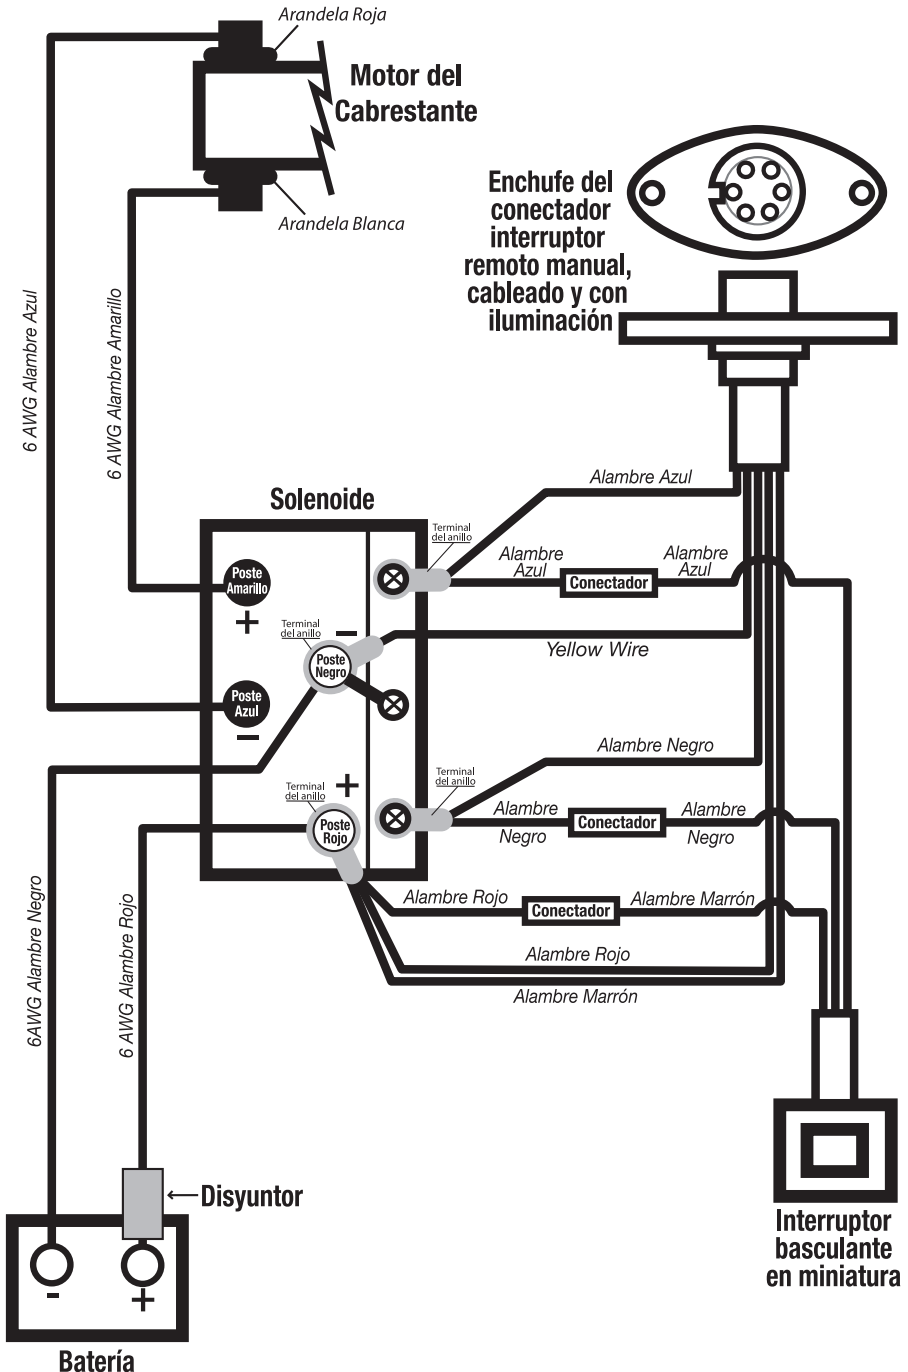 Arandela Roja
Motor del
Cabrestante
Arandela Blanca
Enchufe del
conectador
interruptor
remoto manual,
cableado y con
iluminación
6 AWG Alambre Azul
6 AWG Alambre Amarillo
Solenoide
Alambre Azul
Terminal
del anillo
Alambre
Azul
Conectador
Alambre
Azul
Poste
Amarillo
+
Terminal
del anillo
−
Poste
Negro
Yellow Wire
Poste
Azul
−
Alambre Negro
Terminal
del anillo
+
Terminal
del anillo
Poste
Rojo
Alambre
Negro
Conectador
Alambre
Negro
Alambre Rojo
Conectador
Alambre Marrón
Alambre Rojo
Alambre Marrón
6AWG Alambre Negro
6 AWG Alambre Rojo
Disyuntor
-
+
Batería
Interruptor
basculante
en miniatura